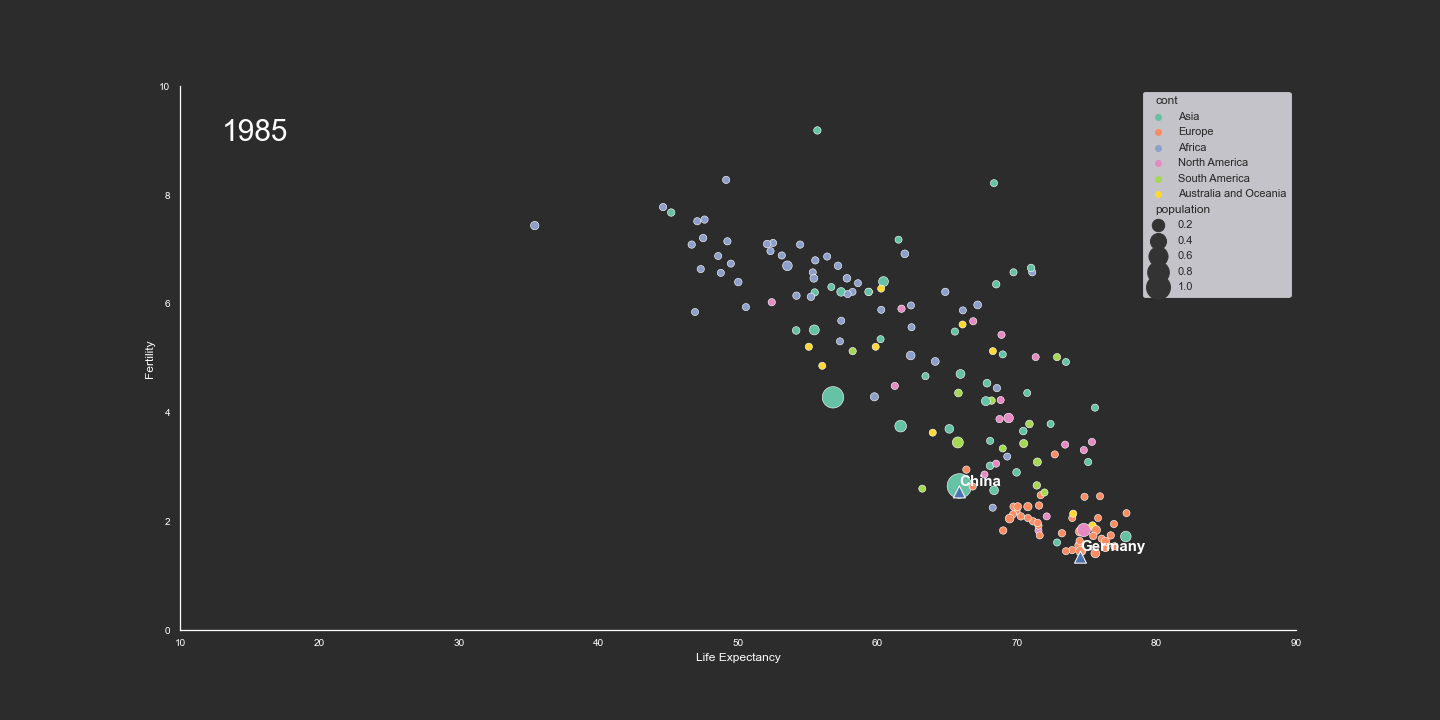 1985
10
8
6
4
2
0
Fertility
10 20 30 40 50 60 70 80 90
Life Expectancy
China
Germany
cont
Asia
Europe
Africa
North America
South America
Australia and Oceania
population
0.2
0.4
0.6
0.8
1.0